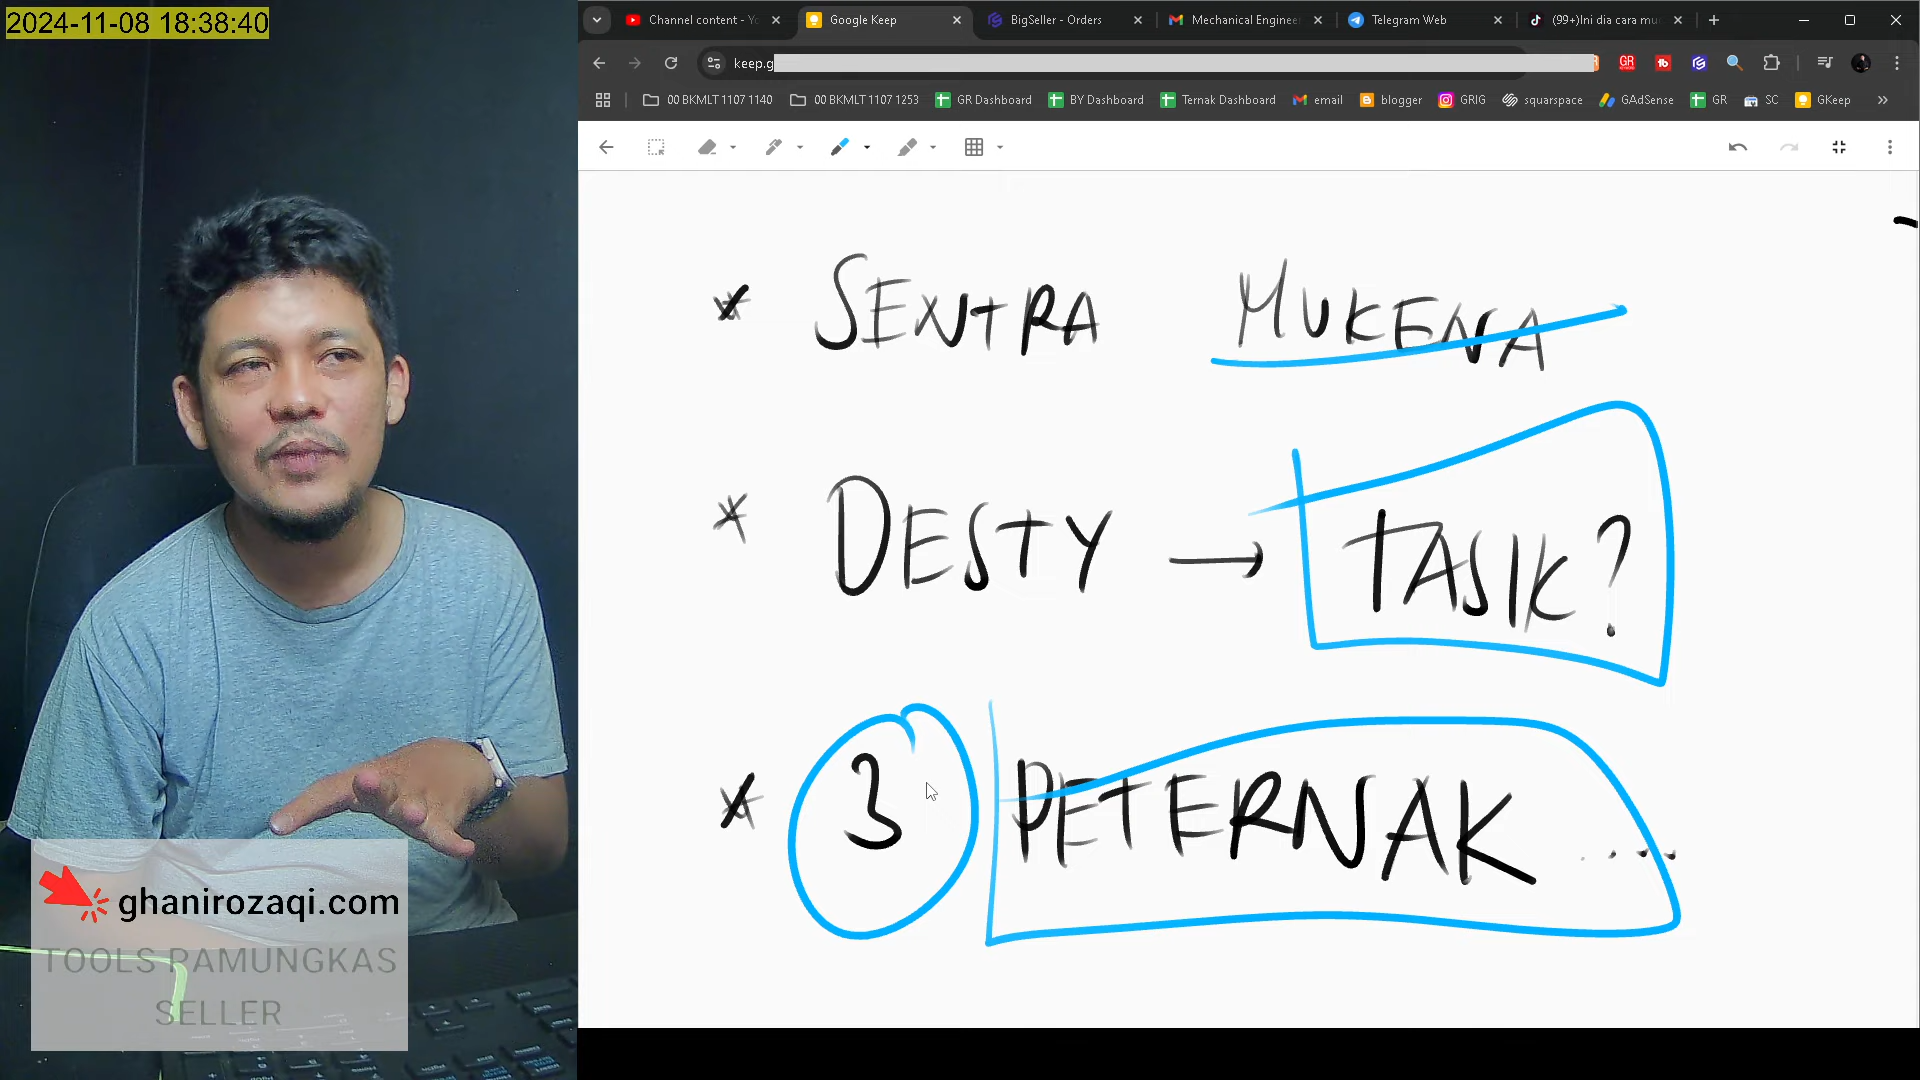 2024-11-08 18:38:40
Channel content - Yo
Google Keep
BigSeller - Orders
Mechanical Enginee
Telegram Web
(99+)Ini dia cara mu
keep.g
00 BKMLT 1107 1140
00 BKMLT 1107 1253
GR Dashboard
BY Dashboard
Ternak Dashboard
email
blogger
GRIG
squarspace
GAdSense
GR
SC
GKeep
* SENTRA MUKENA
* DESTY → TASIK?
* 3 PETERNAK ....
ghanirozaqi.com
TOOLS PAMUNGKAS
SELLER